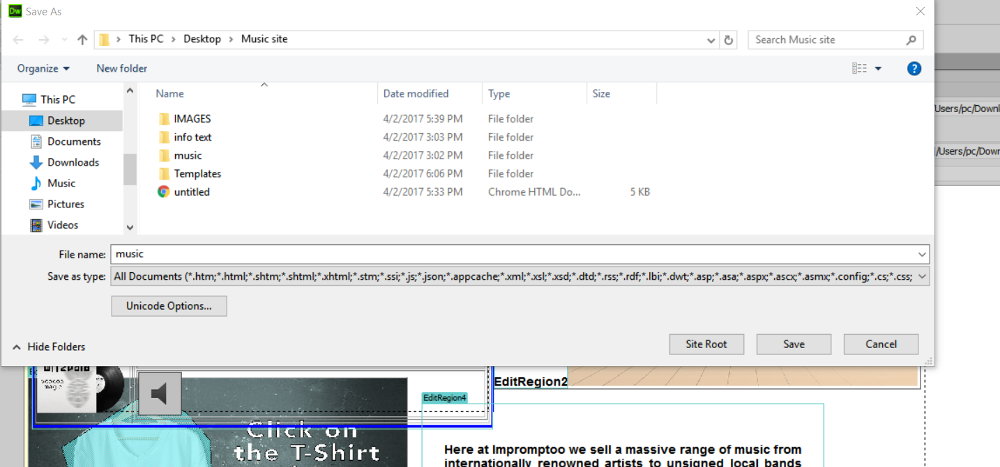 Dw Save As
This PC > Desktop > Music site
Search Music site
Organize
New folder
?
This PC
Desktop
Documents
Downloads
Music
Pictures
Videos
Name Date modified Type Size
IMAGES 4/2/2017 5:39 PM File folder
info text 4/2/2017 3:03 PM File folder
music 4/2/2017 3:02 PM File folder
Templates 4/2/2017 6:06 PM File folder
untitled 4/2/2017 5:33 PM Chrome HTML Do... 5 KB
/Users/pc/Downl
/Users/pc/Down
File name: music
Save as type: All Documents (*.htm;*.html;*.shtm;*.shtml;*.xhtml;*.stm;*.ssi;*.js;*.json;*.appcache;*.xml;*.xsl;*.xsd;*.dtd;*.rss;*.rdf;*.lbi;*.dwt;*.asp;*.asa;*.aspx;*.ascx;*.asmx;*.config;*.cs;*.css;
Unicode Options...
Hide Folders
Site Root
Save
Cancel
voodoo
magic
EditRegion2
EditRegion4
Click on
the T-Shirt
Here at Impromptoo we sell a massive range of music from
internationally renowned artists to unsigned local bands